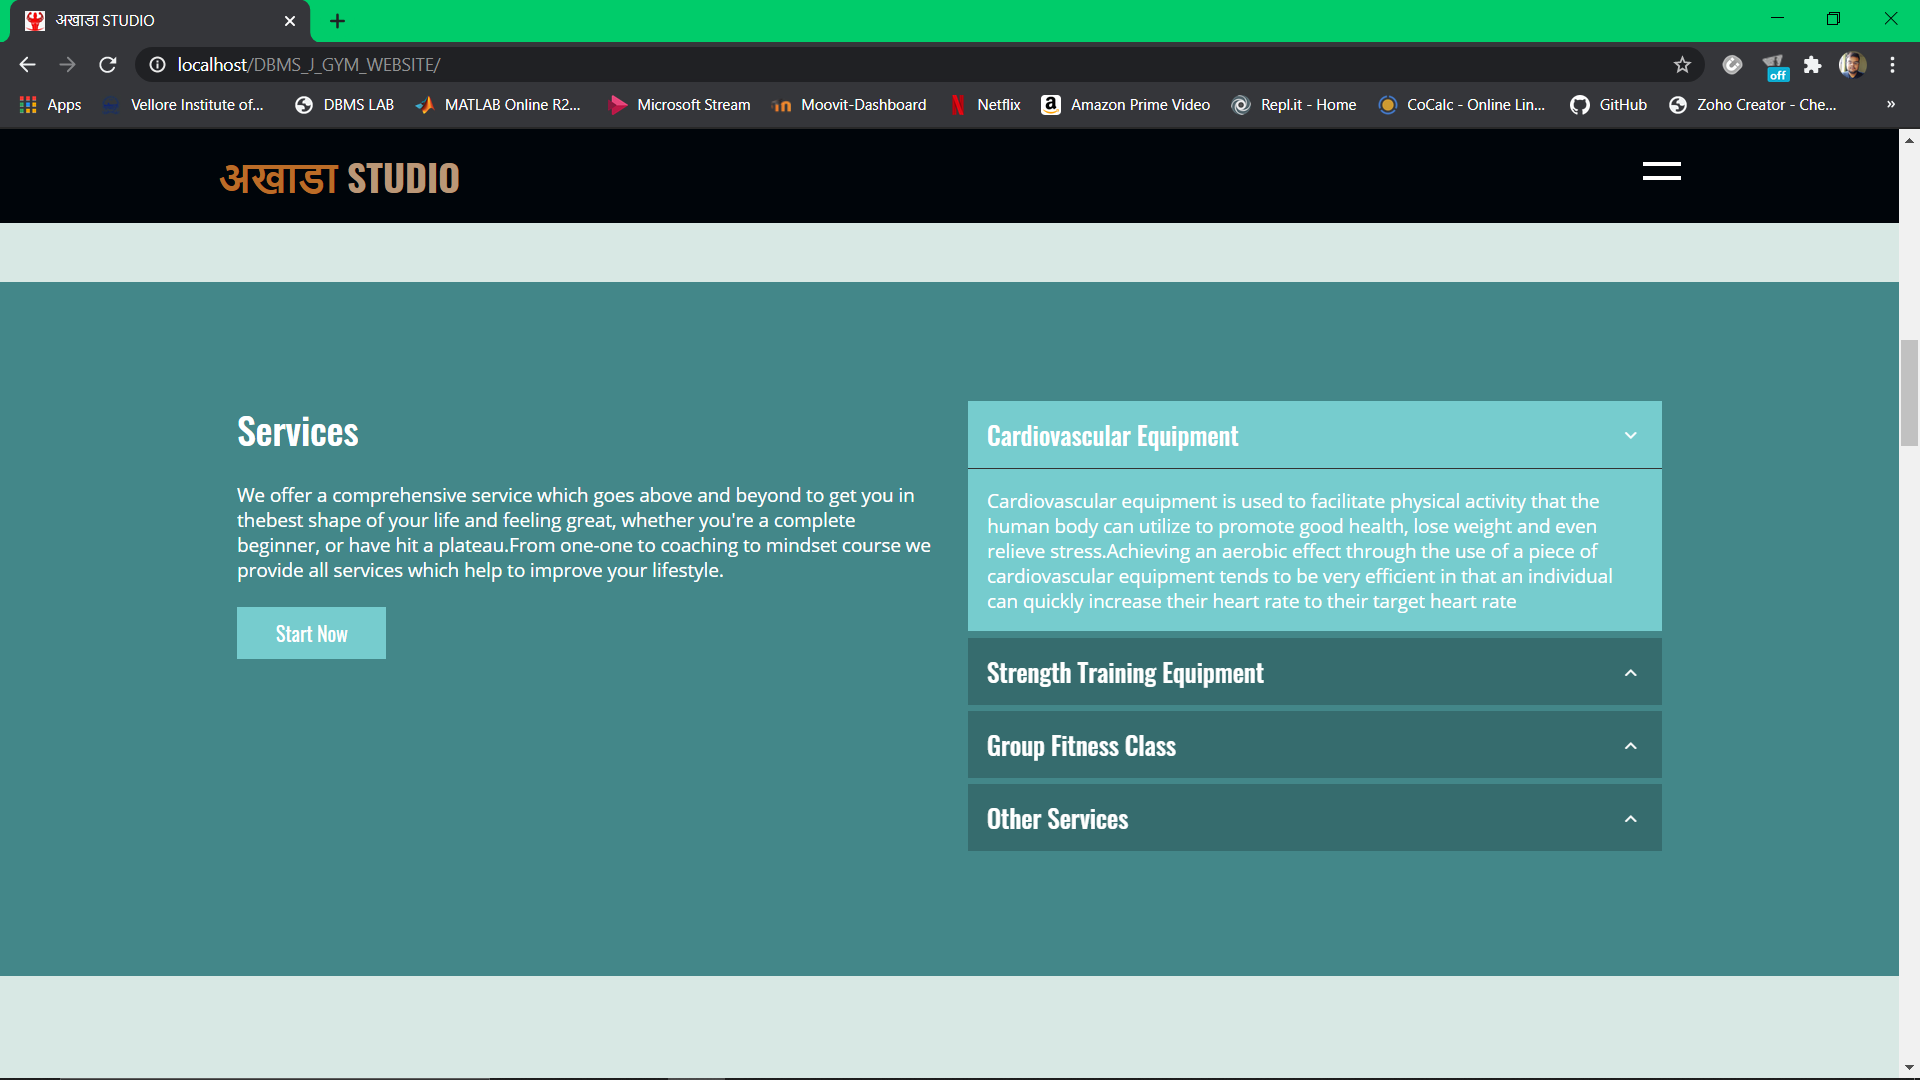 अखाडा STUDIO
localhost/DBMS_J_GYM_WEBSITE/
off
Apps Vellore Institute of... DBMS LAB MATLAB Online R2... Microsoft Stream Moovit-Dashboard Netflix Amazon Prime Video Repl.it - Home CoCalc - Online Lin... GitHub Zoho Creator - Che... »
अखाडा STUDIO
Services
We offer a comprehensive service which goes above and beyond to get you in
thebest shape of your life and feeling great, whether you're a complete
beginner, or have hit a plateau.From one-one to coaching to mindset course we
provide all services which help to improve your lifestyle.
Start Now
Cardiovascular Equipment
Cardiovascular equipment is used to facilitate physical activity that the
human body can utilize to promote good health, lose weight and even
relieve stress.Achieving an aerobic effect through the use of a piece of
cardiovascular equipment tends to be very efficient in that an individual
can quickly increase their heart rate to their target heart rate
Strength Training Equipment
Group Fitness Class
Other Services